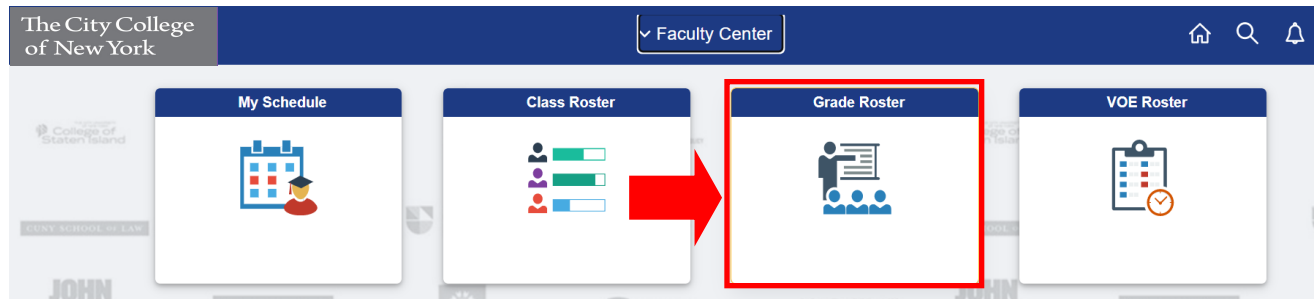 The City College
of New York
Faculty Center
My Schedule
Class Roster
Grade Roster
VOE Roster
College of
Staten Island
CUNY SCHOOL OF LAW
JOHN
JOHN